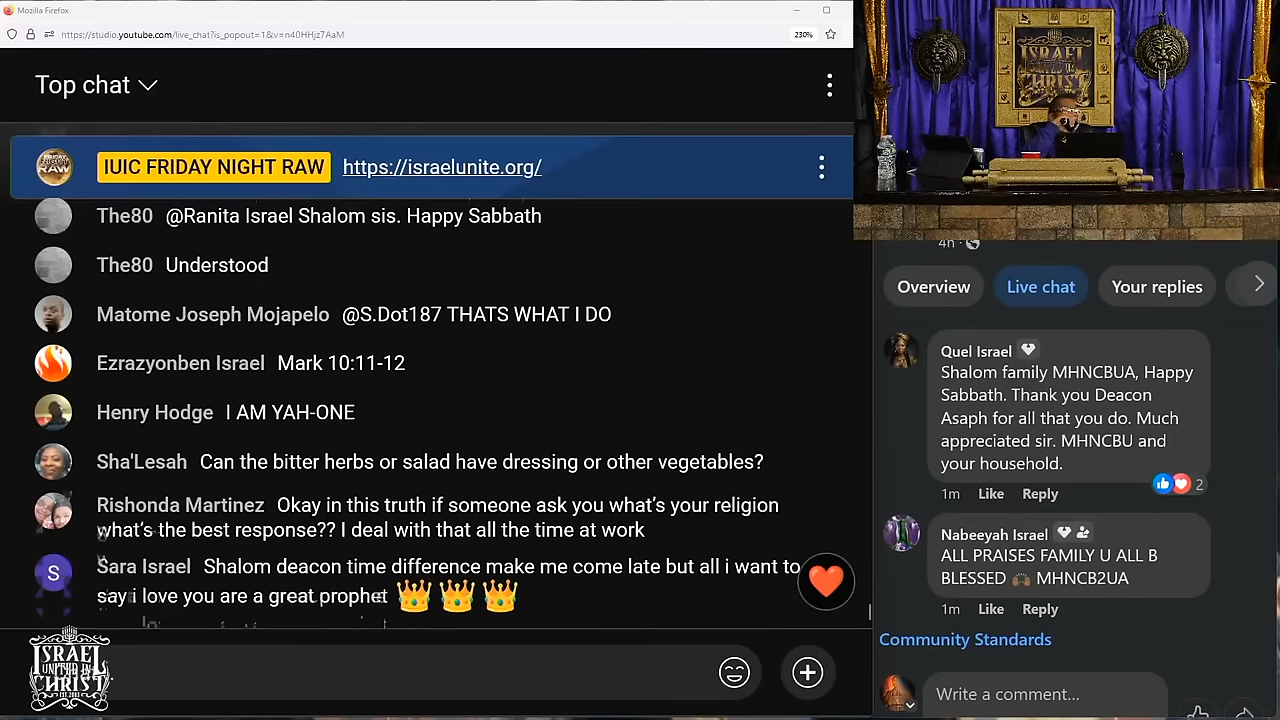 Mozilla Firefox
https://studio.youtube.com/live_chat?is_popout=1&v=n40HHjz7AaM
230%
Top chat
IUIC FRIDAY NIGHT RAW https://israelunite.org/
The80 @Ranita Israel Shalom sis. Happy Sabbath
The80 Understood
Matome Joseph Mojapelo @S.Dot187 THATS WHAT I DO
Ezrazyonben Israel Mark 10:11-12
Henry Hodge I AM YAH-ONE
Sha'Lesah Can the bitter herbs or salad have dressing or other vegetables?
Rishonda Martinez Okay in this truth if someone ask you what's your religion
what's the best response?? I deal with that all the time at work
S
Sara Israel Shalom deacon time difference make me come late but all i want to
say i love you are a great prophet
ISRAEL
UNITED IN
CHRIST
EST. 2003
ISRAEL
UNITED IN
CHRIST
4h
Overview
Live chat
Your replies
Quel Israel
Shalom family MHNCBUA, Happy
Sabbath. Thank you Deacon
Asaph for all that you do. Much
appreciated sir. MHNCBU and
your household.
1m Like Reply 2
Nabeeyah Israel
ALL PRAISES FAMILY U ALL B
BLESSED MHNCB2UA
1m Like Reply
Community Standards
Write a comment...